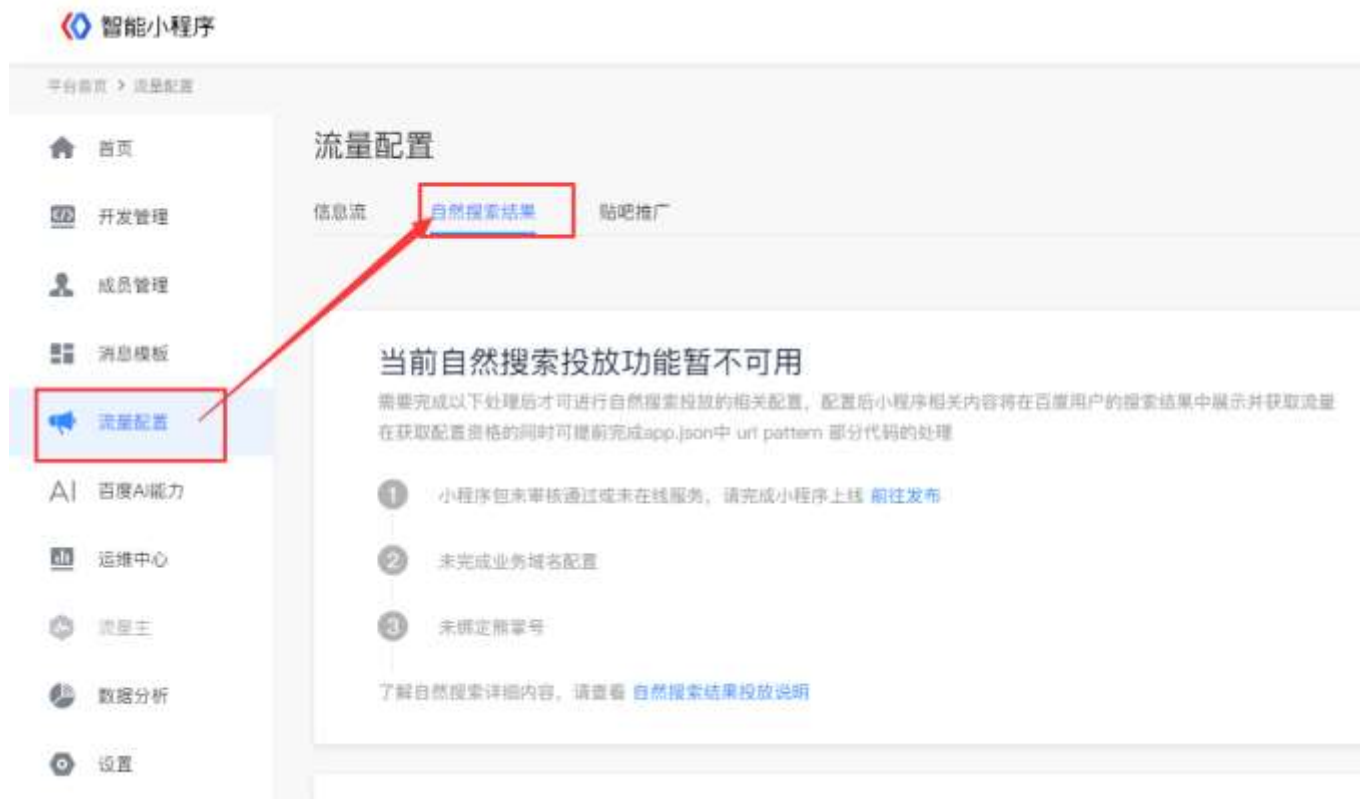 智能小程序
平台首页 > 流量配置
首页
开发管理
成员管理
消息模板
流量配置
AI 百度AI能力
运维中心
流量主
数据分析
设置
流量配置
信息流 自然搜索结果 贴吧推广
当前自然搜索投放功能暂不可用
需要完成以下处理后才可进行自然搜索投放的相关配置，配置后小程序相关内容将在百度用户的搜索结果中展示并获取流量
在获取配置资格的同时可提前完成app.json中 url pattern 部分代码的处理
1 小程序包未审核通过或未在线服务，请完成小程序上线 前往发布
2 未完成业务域名配置
3 未绑定熊掌号
了解自然搜索详细内容，请查看 自然搜索结果投放说明